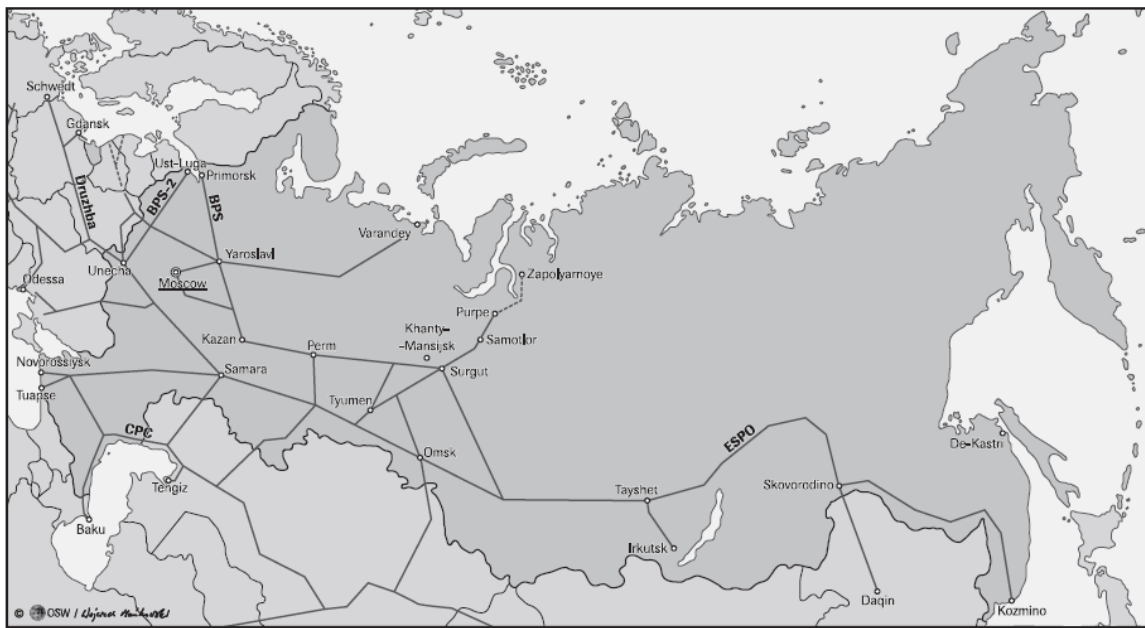 Schwedt
Gdansk
Ust-Luga
Primorsk
Druzhba
BPS-2
BPS
Varandey
Yaroslavl
Unecha
Moscow
Odessa
Zapolyarnoye
Purpe
Khanty-
-Mansijsk
Samotlor
Kazan
Perm
Surgut
Novorossiysk
Samara
Tuapse
Tyumen
CPC
ESPO
De-Kastri
Omsk
Tengiz
Tayshet
Skovorodino
Baku
Irkutsk
Daqin
Kozmino
© OSW /